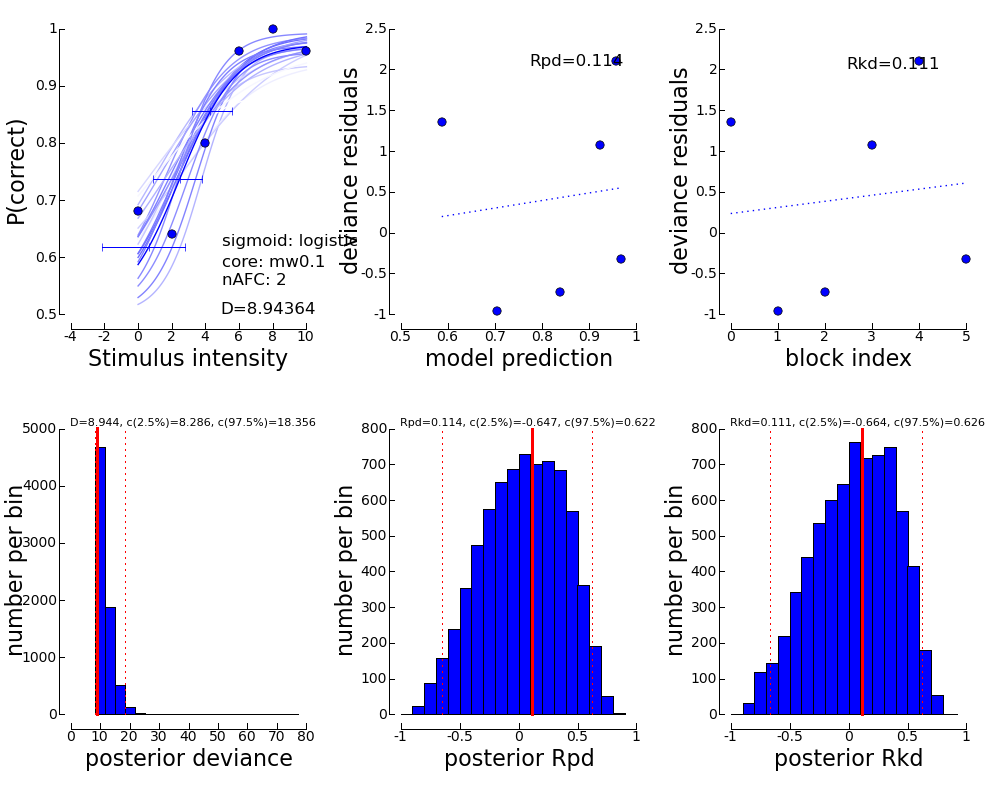 1
0.9
0.8
0.7
0.6
0.5
P(correct)
sigmoid: logistic
core: mw0.1
nAFC: 2
D=8.94364
-4 -2 0 2 4 6 8 10
Stimulus intensity
2.5
2
1.5
1
0.5
0
-0.5
-1
deviance residuals
Rpd=0.114
0.5 0.6 0.7 0.8 0.9 1
model prediction
2.5
2
1.5
1
0.5
0
-0.5
-1
deviance residuals
Rkd=0.111
0 1 2 3 4 5
block index
D=8.944, c(2.5%)=8.286, c(97.5%)=18.356
5000
4000
3000
2000
1000
0
number per bin
0 10 20 30 40 50 60 70 80
posterior deviance
Rpd=0.114, c(2.5%)=-0.647, c(97.5%)=0.622
800
700
600
500
400
300
200
100
0
number per bin
-1 -0.5 0 0.5 1
posterior Rpd
Rkd=0.111, c(2.5%)=-0.664, c(97.5%)=0.626
800
700
600
500
400
300
200
100
0
number per bin
-1 -0.5 0 0.5 1
posterior Rkd